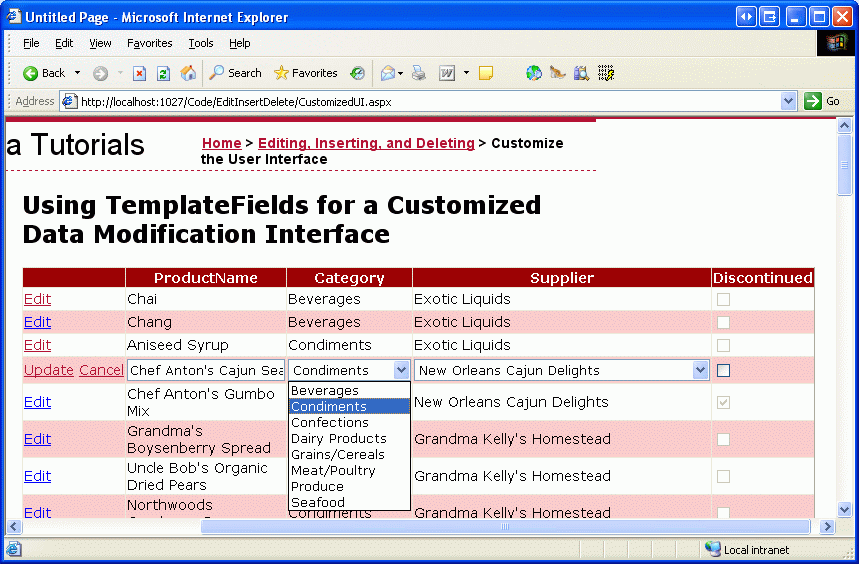 Untitled Page - Microsoft Internet Explorer
File Edit View Favorites Tools Help
Back Search Favorites
Address http://localhost:1027/Code/EditInsertDelete/CustomizedUI.aspx Go
a Tutorials
Home > Editing, Inserting, and Deleting > Customize
the User Interface
Using TemplateFields for a Customized
Data Modification Interface
ProductName Category Supplier Discontinued
Edit Chai Beverages Exotic Liquids
Edit Chang Beverages Exotic Liquids
Edit Aniseed Syrup Condiments Exotic Liquids
Update Cancel Chef Anton's Cajun Sea Condiments New Orleans Cajun Delights
Beverages
Condiments
Confections
Dairy Products
Grains/Cereals
Meat/Poultry
Produce
Seafood
Edit Chef Anton's Gumbo
Mix New Orleans Cajun Delights
Edit Grandma's
Boysenberry Spread Grandma Kelly's Homestead
Edit Uncle Bob's Organic
Dried Pears Grandma Kelly's Homestead
Edit Northwoods Condiments Grandma Kelly's Homestead
Local intranet